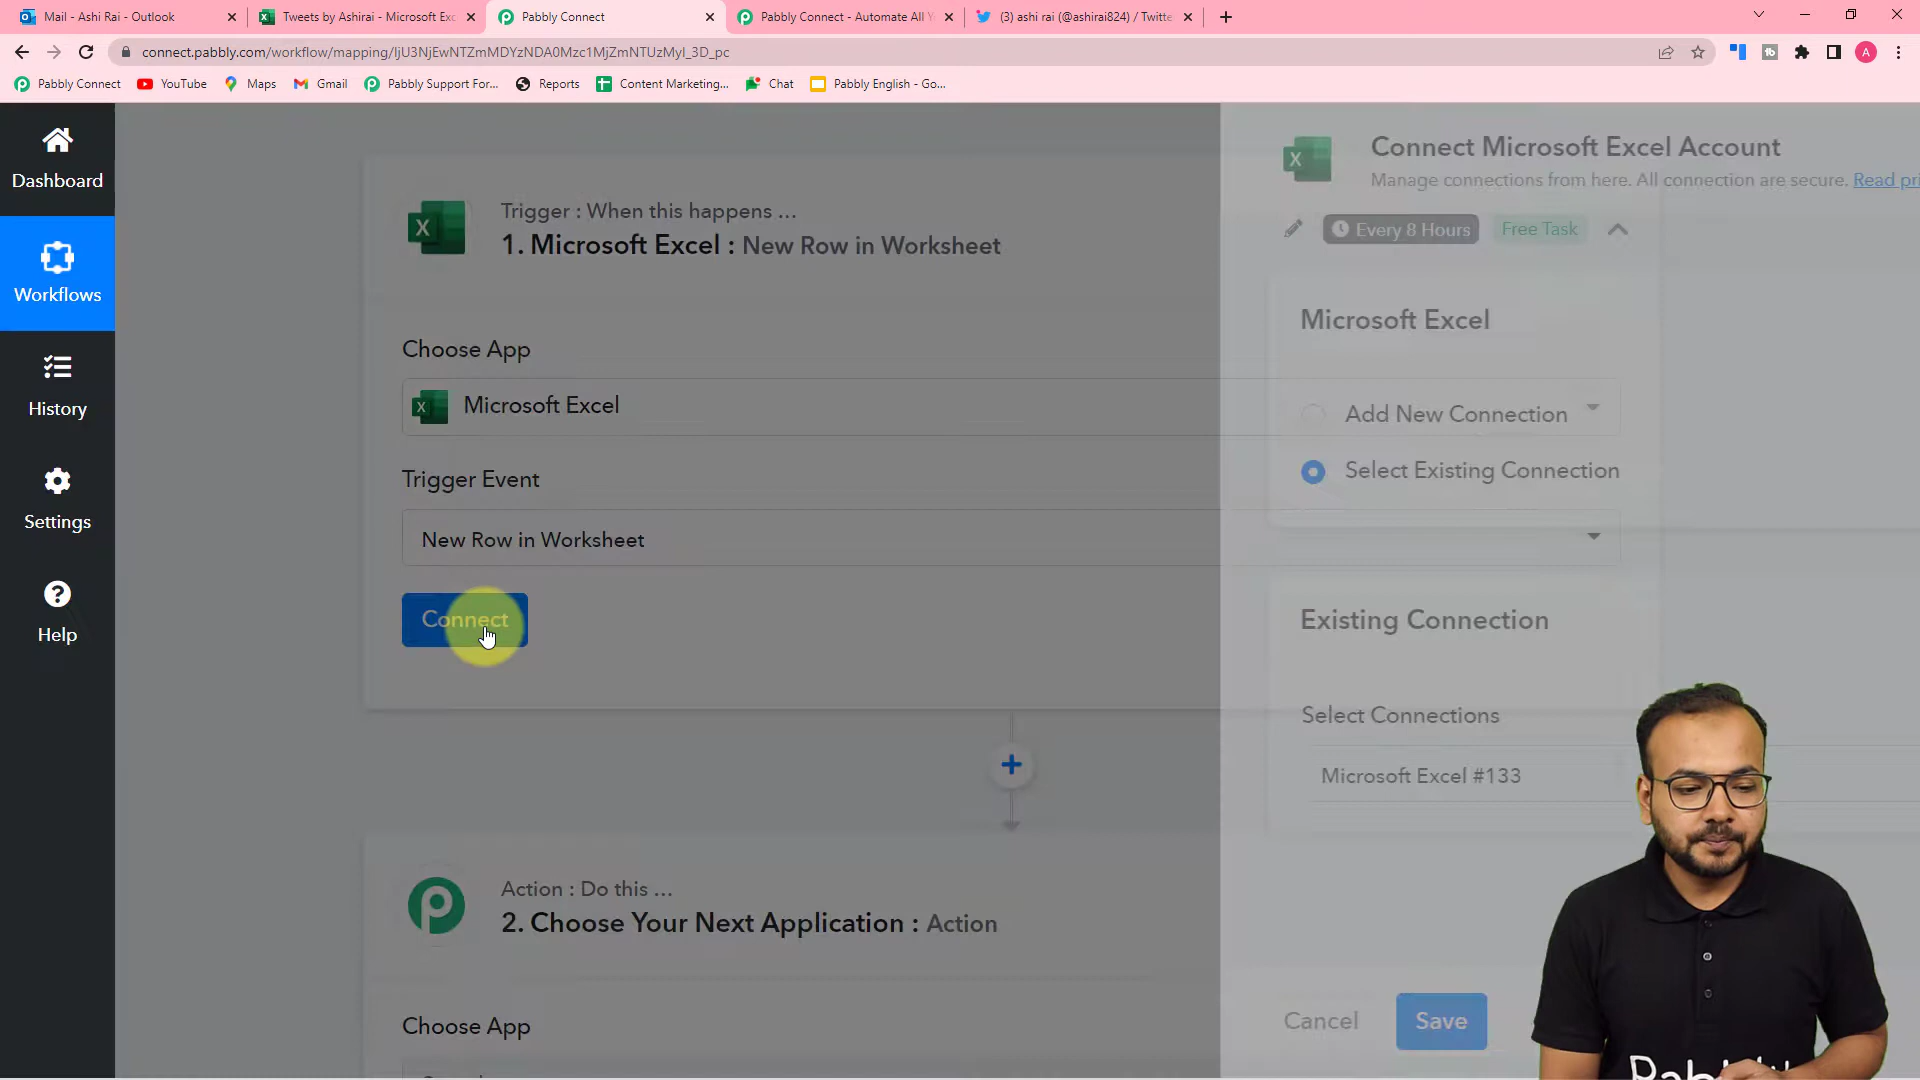 Mail - Ashi Rai - Outlook
Tweets by Ashirai - Microsoft Exc
Pabbly Connect
Pabbly Connect - Automate All Y
(3) ashi rai (@ashirai824) / Twitte
connect.pabbly.com/workflow/mapping/IjU3NjEwNTZmMDYzNDA0Mzc1MjZmNTUzMyI_3D_pc
A
Pabbly Connect
YouTube
Maps
Gmail
Pabbly Support For...
Reports
Content Marketing...
Chat
Pabbly English - Go...
Dashboard
Workflows
History
Settings
Help
Trigger : When this happens ...
1. Microsoft Excel : New Row in Worksheet
Choose App
Microsoft Excel
Trigger Event
New Row in Worksheet
Connect
Action : Do this ...
2. Choose Your Next Application : Action
Choose App
Connect Microsoft Excel Account
Manage connections from here. All connection are secure. Read pri
Every 8 Hours
Free Task
Microsoft Excel
Add New Connection
Select Existing Connection
Existing Connection
Select Connections
Microsoft Excel #133
Cancel
Save